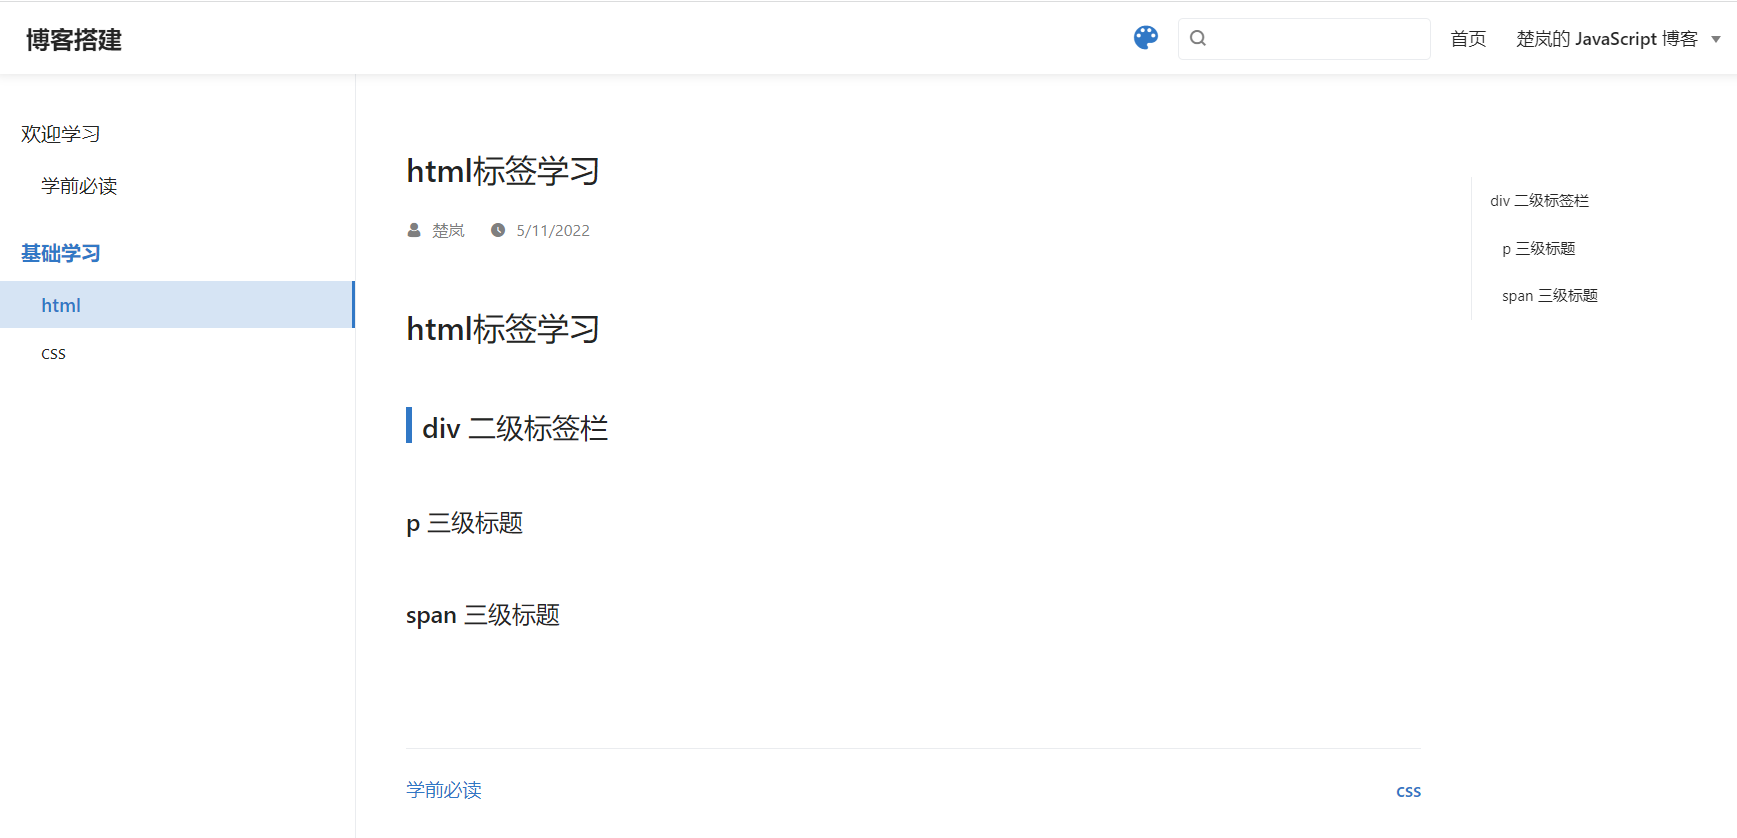 博客搭建
首页
楚岚的 JavaScript 博客
欢迎学习
学前必读
基础学习
html
css
html标签学习
楚岚 5/11/2022
html标签学习
div 二级标签栏
p 三级标题
span 三级标题
学前必读
css
div 二级标签栏
p 三级标题
span 三级标题